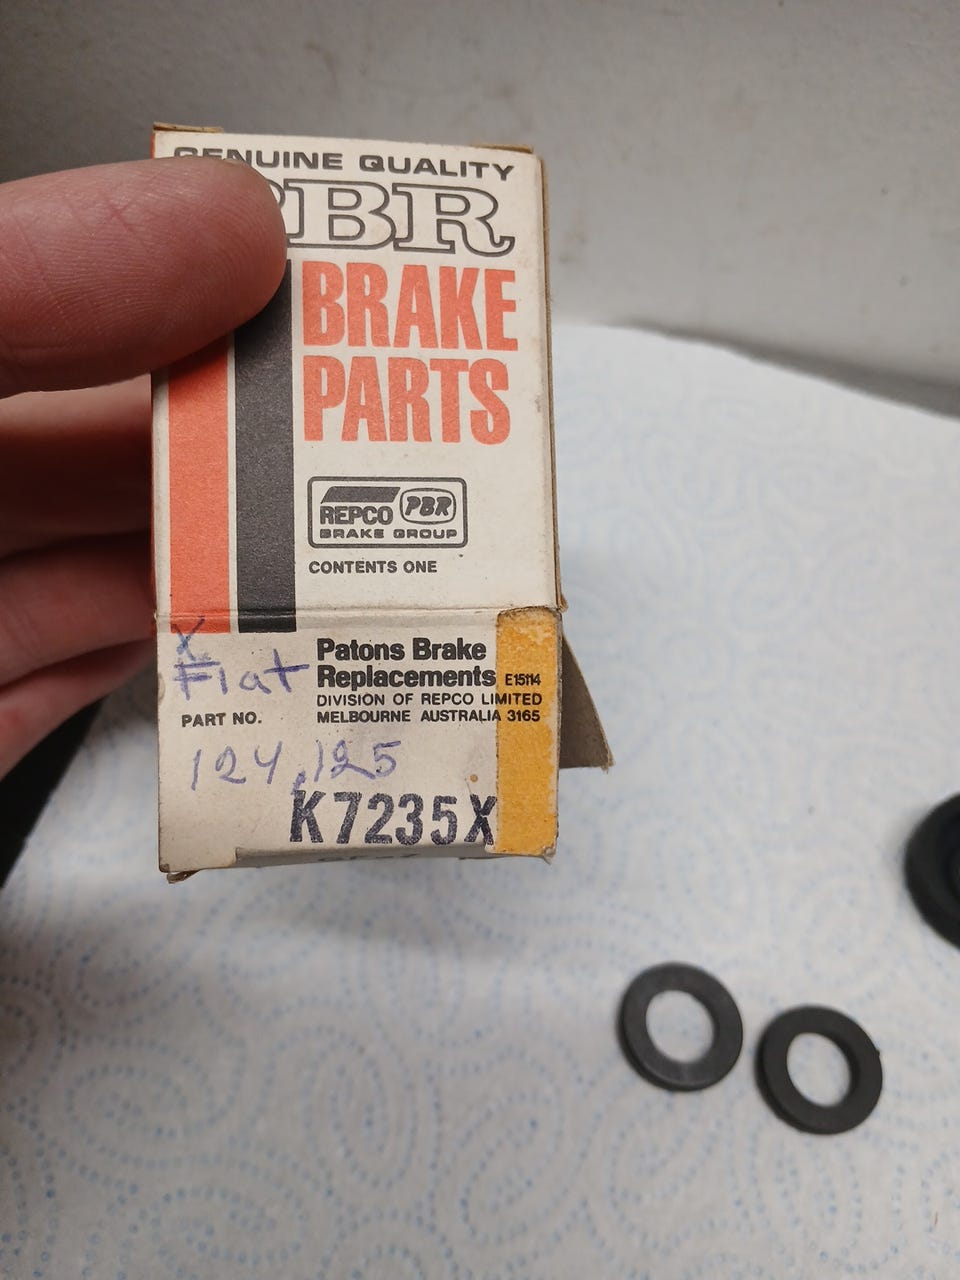 GENUINE QUALITY
PBR
BRAKE
PARTS
REPCO PBR
BRAKE GROUP
CONTENTS ONE
X
Fiat
Patons Brake
Replacements E15114
DIVISION OF REPCO LIMITED
PART NO.
MELBOURNE AUSTRALIA 3165
124,125
K7235X